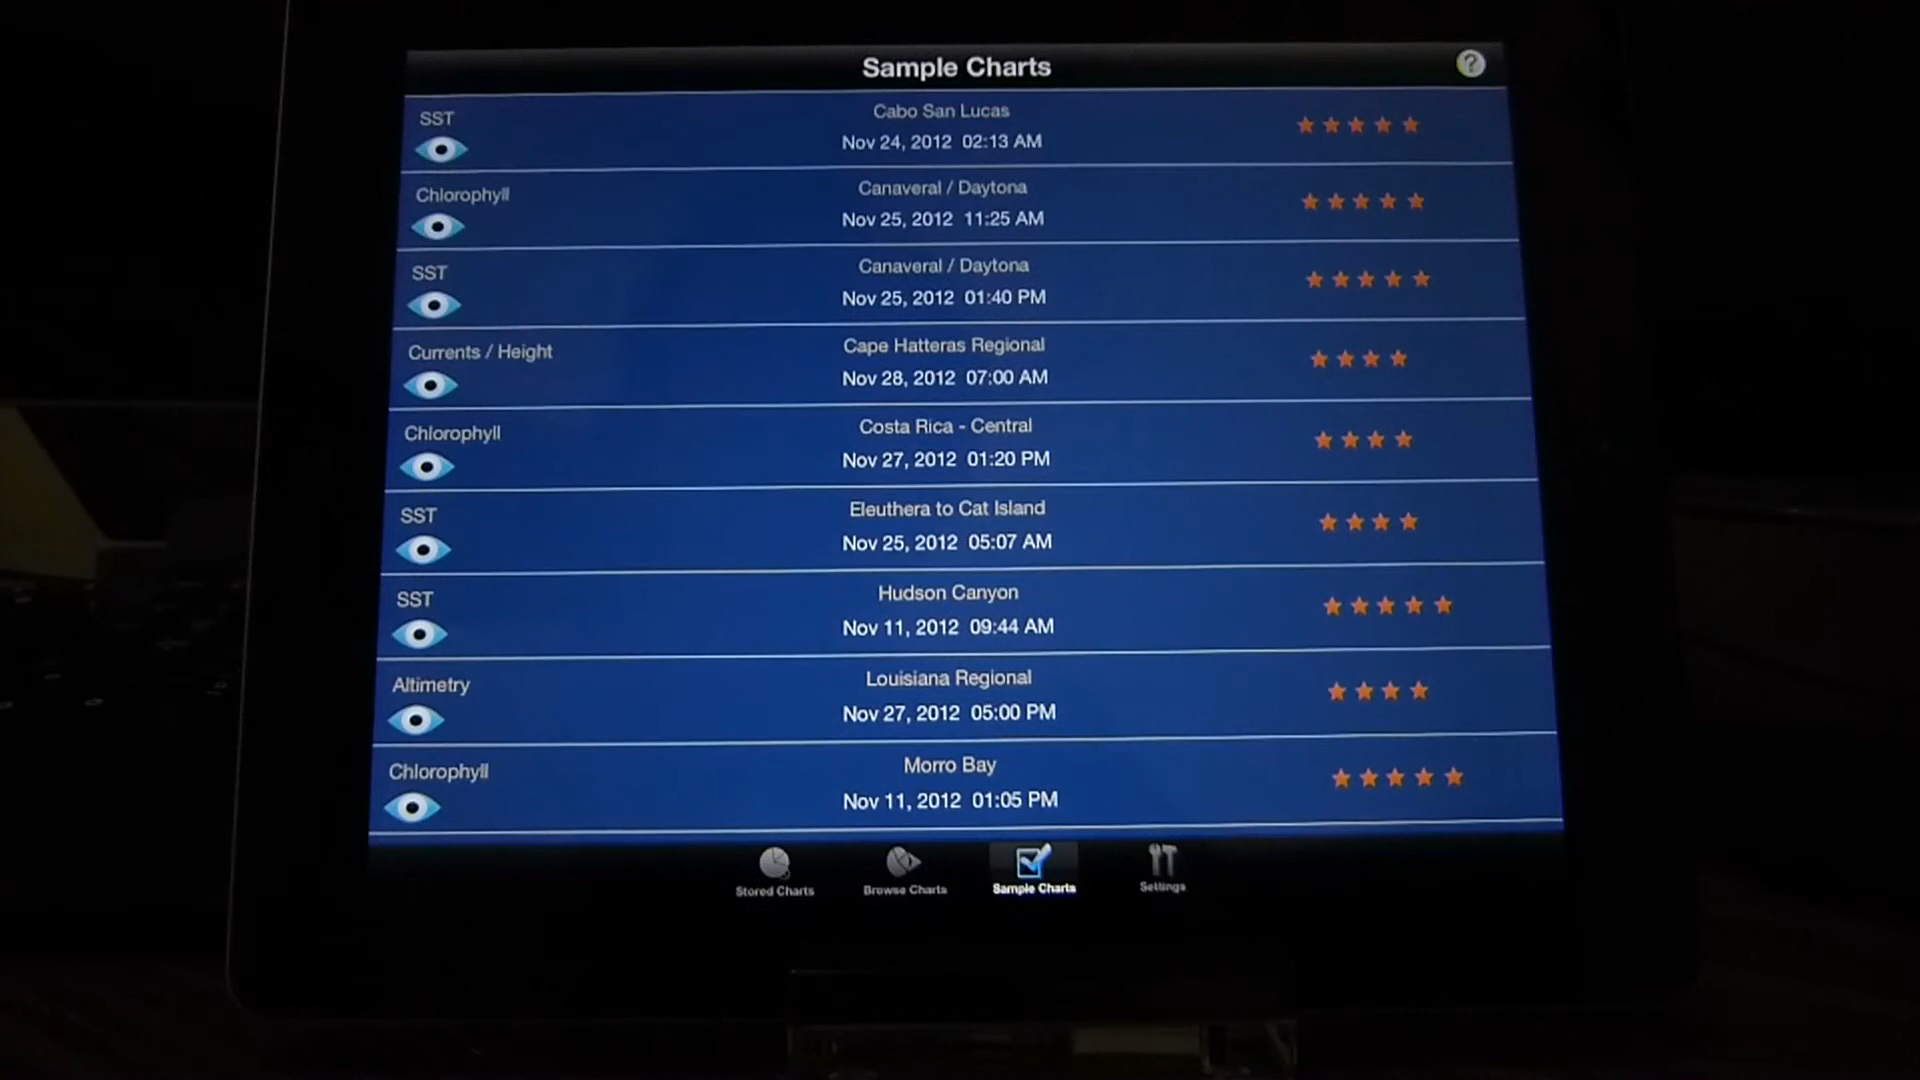 Sample Charts
?
SST
Cabo San Lucas
Nov 24, 2012 02:13 AM
Chlorophyll
Canaveral / Daytona
Nov 25, 2012 11:25 AM
SST
Canaveral / Daytona
Nov 25, 2012 01:40 PM
Currents / Height
Cape Hatteras Regional
Nov 28, 2012 07:00 AM
Chlorophyll
Costa Rica - Central
Nov 27, 2012 01:20 PM
SST
Eleuthera to Cat Island
Nov 25, 2012 05:07 AM
SST
Hudson Canyon
Nov 11, 2012 09:44 AM
Altimetry
Louisiana Regional
Nov 27, 2012 05:00 PM
Chlorophyll
Morro Bay
Nov 11, 2012 01:05 PM
Stored Charts
Browse Charts
Sample Charts
Settings